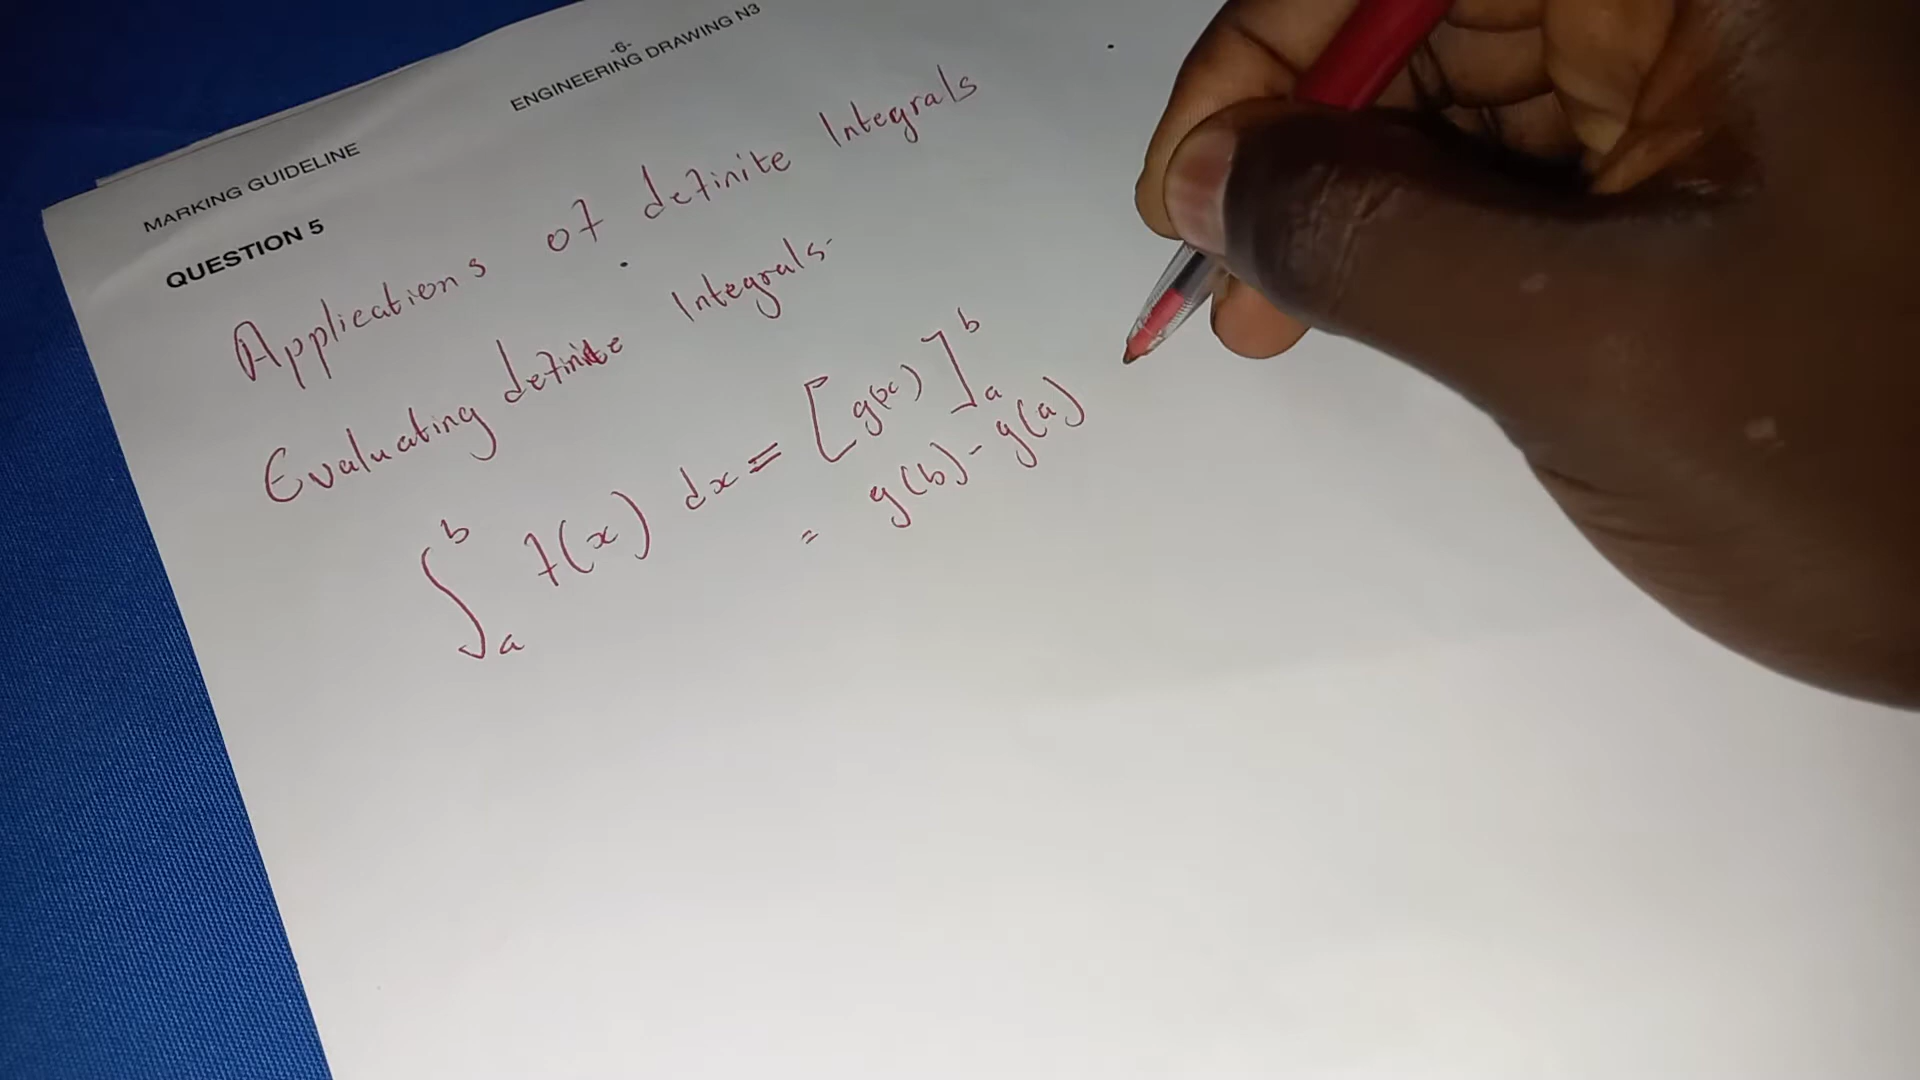 -6-
MARKING GUIDELINE ENGINEERING DRAWING N3
QUESTION 5
Applications of definite Integrals
Evaluating definite Integrals.
∫_a^b f(x) dx = [g(x)]_a^b
= g(b) - g(a)